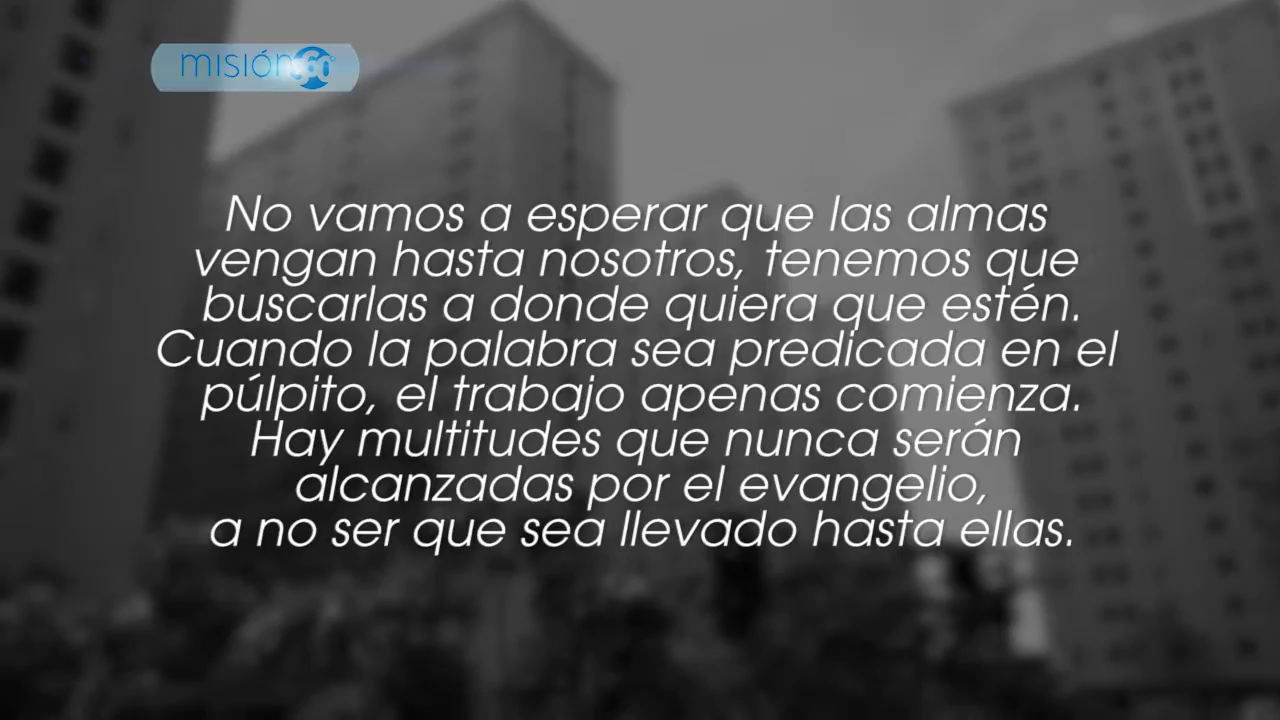 misión
No vamos a esperar que las almas
vengan hasta nosotros, tenemos que
buscarlas a donde quiera que estén.
Cuando la palabra sea predicada en el
púlpito, el trabajo apenas comienza.
Hay multitudes que nunca serán
alcanzadas por el evangelio,
a no ser que sea llevado hasta ellas.